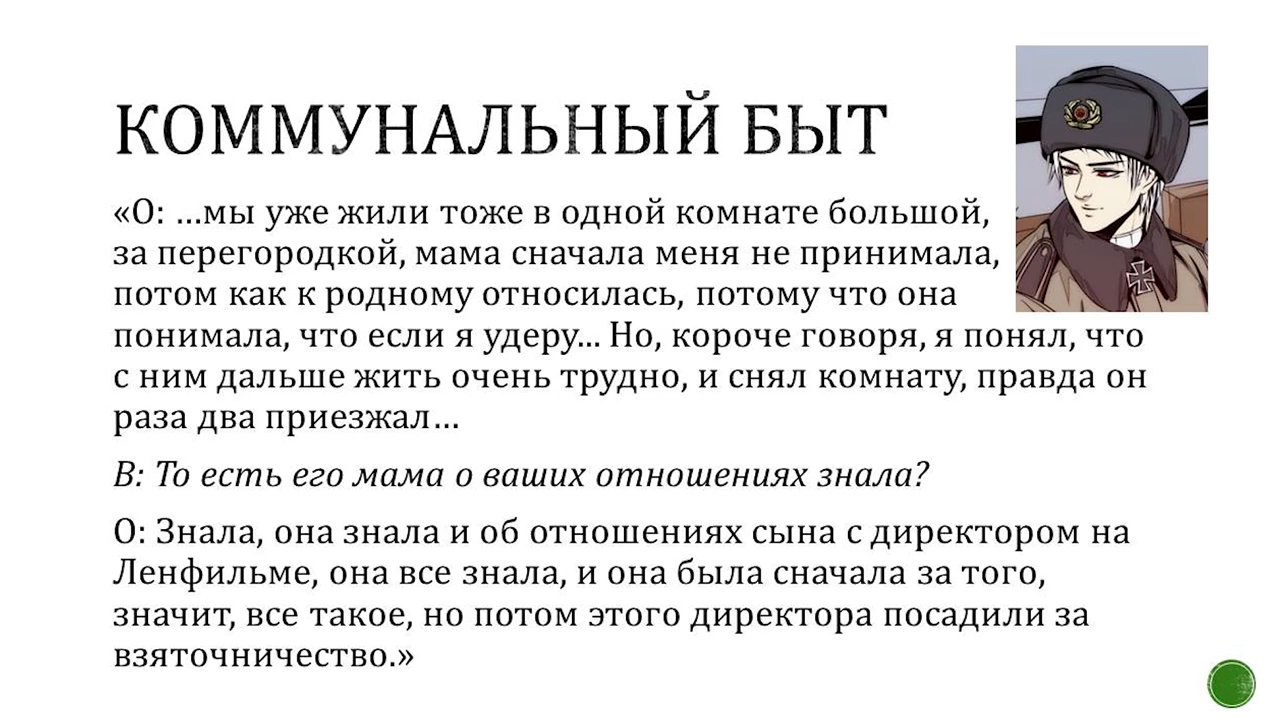 КОММУНАЛЬНЫЙ БЫТ
«О: …мы уже жили тоже в одной комнате большой,
за перегородкой, мама сначала меня не принимала,
потом как к родному относилась, потому что она
понимала, что если я удеру… Но, короче говоря, я понял, что
с ним дальше жить очень трудно, и снял комнату, правда он
раза два приезжал…
В: То есть его мама о ваших отношениях знала?
О: Знала, она знала и об отношениях сына с директором на
Ленфильме, она все знала, и она была сначала за того,
значит, все такое, но потом этого директора посадили за
взяточничество.»